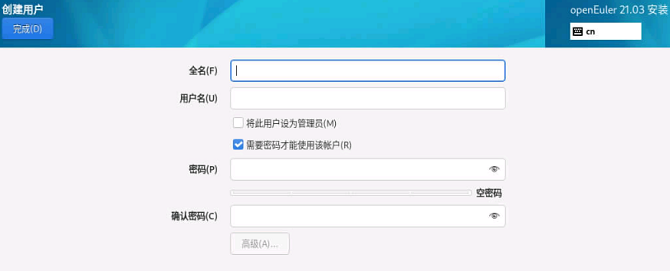 创建用户
openEuler 21.03 安装
完成(D)
cn
全名(F)
用户名(U)
将此用户设为管理员(M)
需要密码才能使用该帐户(R)
密码(P)
空密码
确认密码(C)
高级(A)...